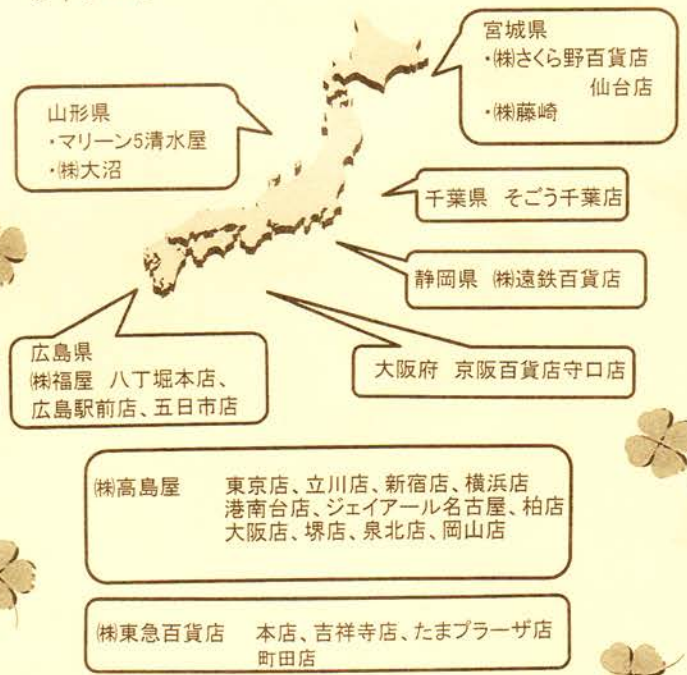 宮城県
・㈱さくら野百貨店
仙台店
・㈱藤崎
山形県
・マリーン5清水屋
・㈱大沼
千葉県 そごう千葉店
静岡県 ㈱遠鉄百貨店
広島県
㈱福屋 八丁堀本店、
広島駅前店、五日市店
大阪府 京阪百貨店守口店
㈱高島屋 東京店、立川店、新宿店、横浜店
港南台店、ジェイアール名古屋、柏店
大阪店、堺店、泉北店、岡山店
㈱東急百貨店 本店、吉祥寺店、たまプラーザ店
町田店